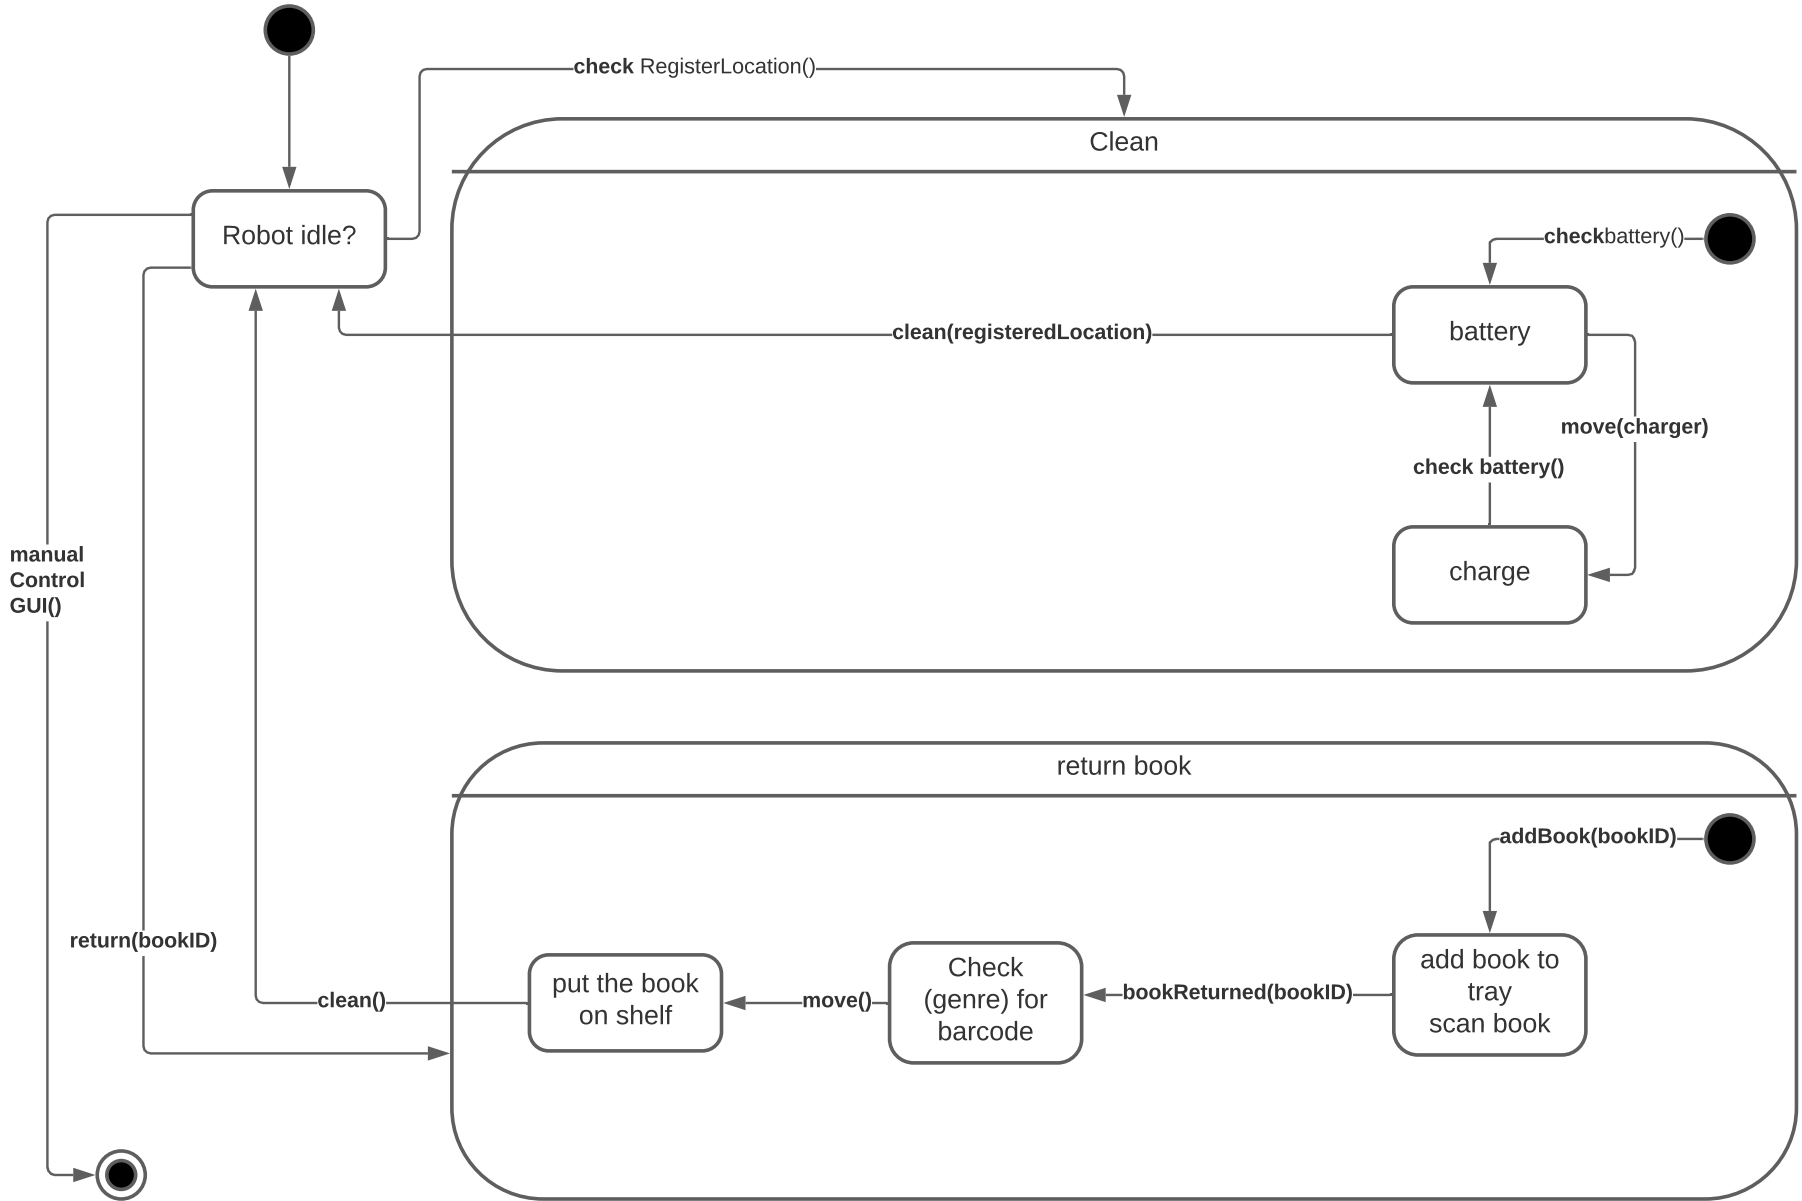 check RegisterLocation()
Clean
Robot idle?
checkbattery()
clean(registeredLocation)
battery
move(charger)
check battery()
charge
manual
Control
GUI()
return book
addBook(bookID)
return(bookID)
clean()
put the book
on shelf
move()
Check
(genre) for
barcode
bookReturned(bookID)
add book to
tray
scan book